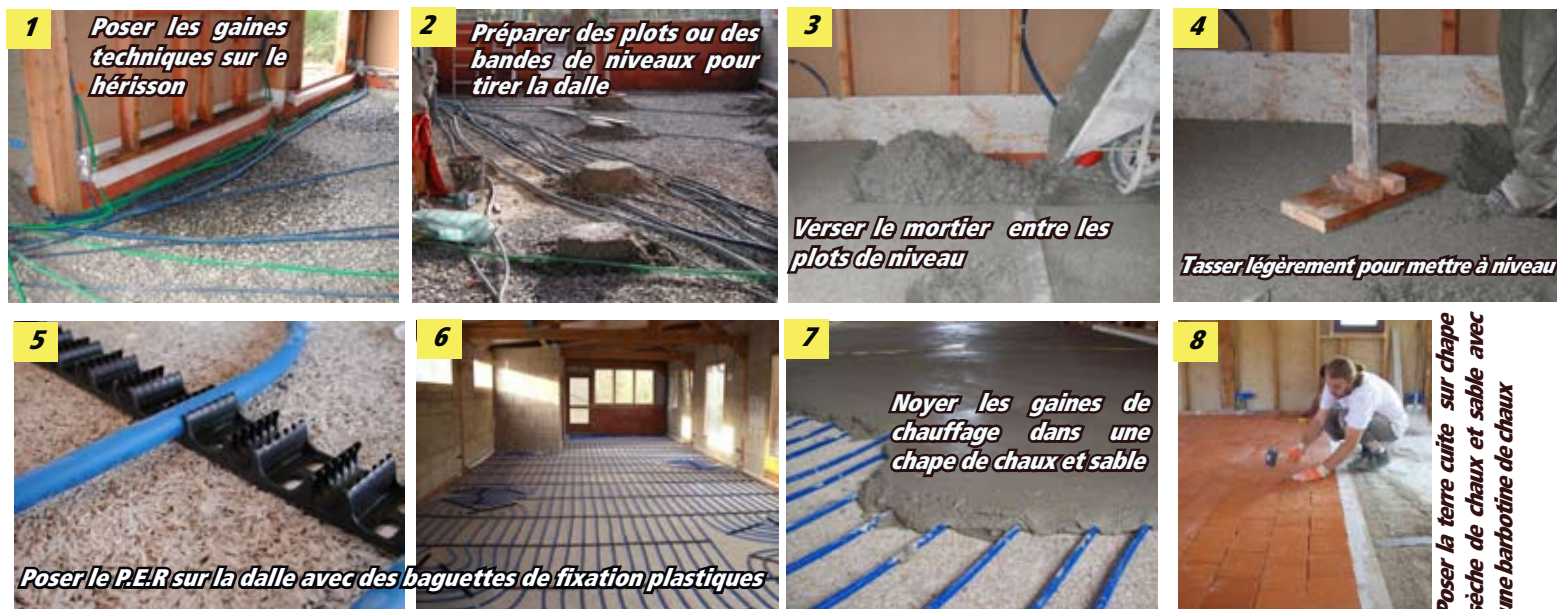 1
Poser les gaines
techniques sur le
hérisson
2
Préparer des plots ou des
bandes de niveaux pour
tirer la dalle
3
Verser le mortier entre les
plots de niveau
4
Tasser légèrement pour mettre à niveau
5
6
Poser le P.E.R sur la dalle avec des baguettes de fixation plastiques
7
Noyer les gaines de
chauffage dans une
chape de chaux et sable
8
Poser la terre cuite sur chape
sèche de chaux et sable avec
une barbotine de chaux